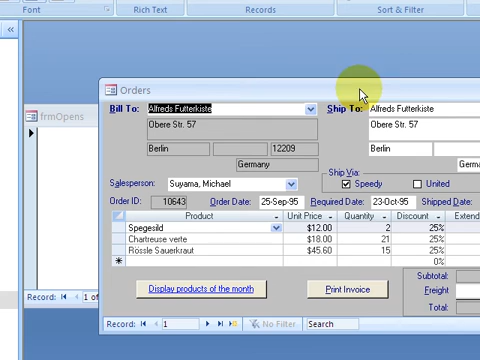 Font
Rich Text
Records
Sort & Filter
«
frmOpens
Orders
Bill To: Alfreds Futterkiste
Ship To: Alfreds Futterkiste
Obere Str. 57
Obere Str. 57
Berlin 12209
Berlin
Germany
Ship Via:
Speedy United
Salesperson: Suyama, Michael
Order ID: 10643 Order Date: 25-Sep-95 Required Date: 23-Oct-95 Shipped Date:
Product Unit Price Quantity Discount Extend
Spegesild $12.00 2 25%
Chartreuse verte $18.00 21 25%
Rössle Sauerkraut $45.60 15 25%
0%
Subtotal:
Display products of the month
Print Invoice
Freight
Total:
Record: 1 of
Record: 1 No Filter Search